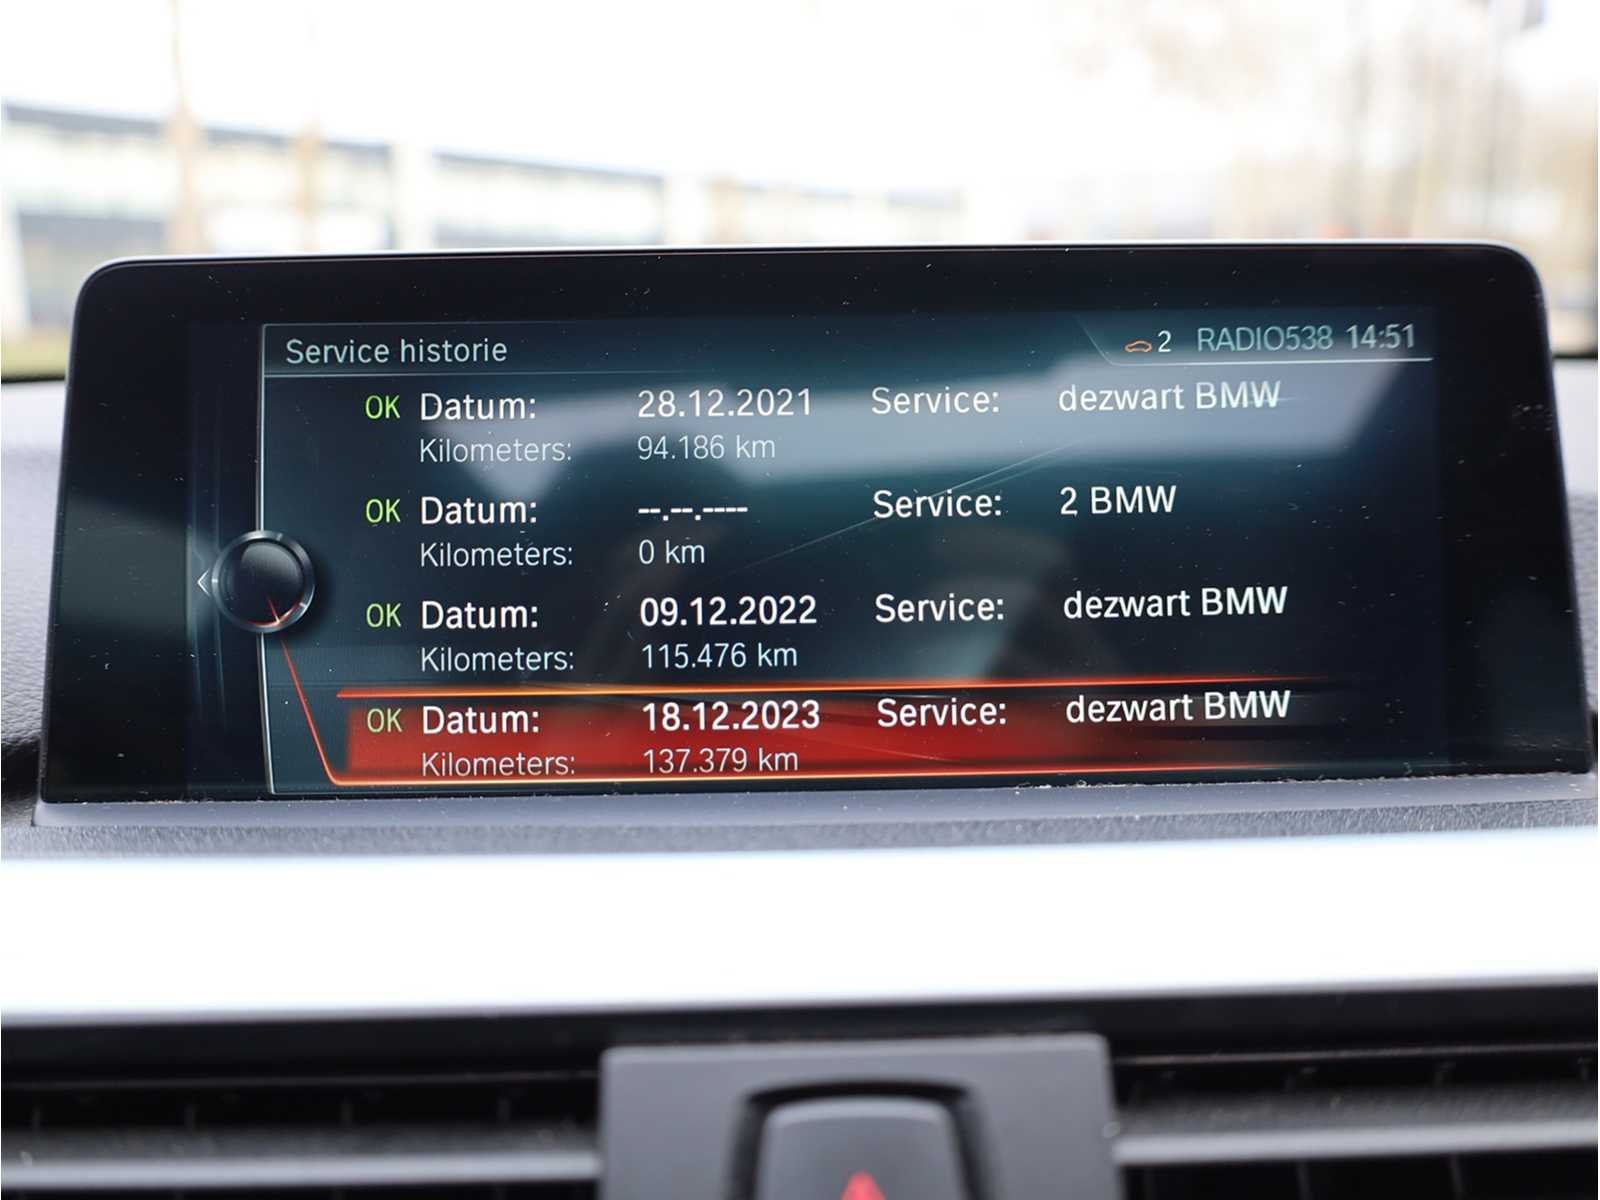 Service historie 2 RADIO538 14:51
OK Datum: 28.12.2021 Service: dezwart BMW
Kilometers: 94.186 km
OK Datum: --.--.---- Service: 2 BMW
Kilometers: 0 km
OK Datum: 09.12.2022 Service: dezwart BMW
Kilometers: 115.476 km
OK Datum: 18.12.2023 Service: dezwart BMW
Kilometers: 137.379 km